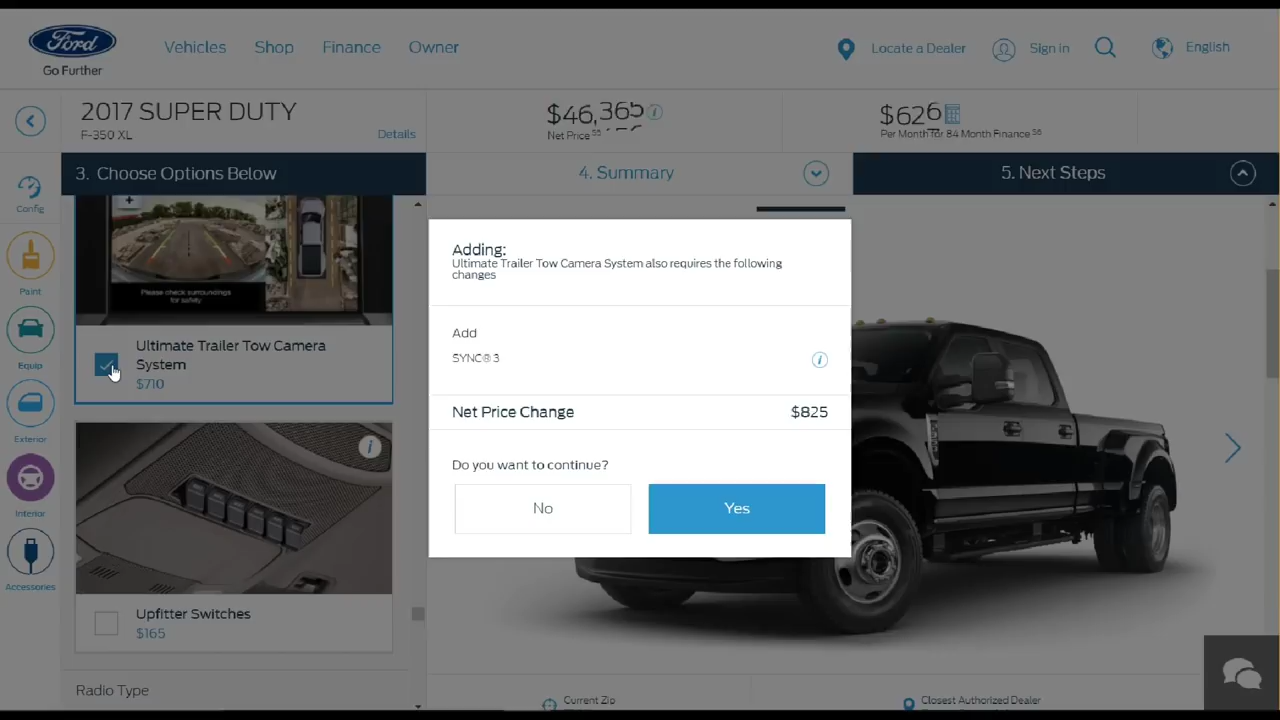 Ford
Go Further
Vehicles
Shop
Finance
Owner
Locate a Dealer
Sign in
English
2017 SUPER DUTY
F-350 XL
Details
$46,365
Net Price
$626
Per Month for 84 Month Finance
3. Choose Options Below
4. Summary
5. Next Steps
Config
Paint
Equip
Exterior
Interior
Accessories
Please check surroundings
for safety
Ultimate Trailer Tow Camera
System
$710
Upfitter Switches
$165
Radio Type
Adding:
Ultimate Trailer Tow Camera System also requires the following
changes
Add
SYNC® 3
Net Price Change
$825
Do you want to continue?
No
Yes
Current Zip
Closest Authorized Dealer